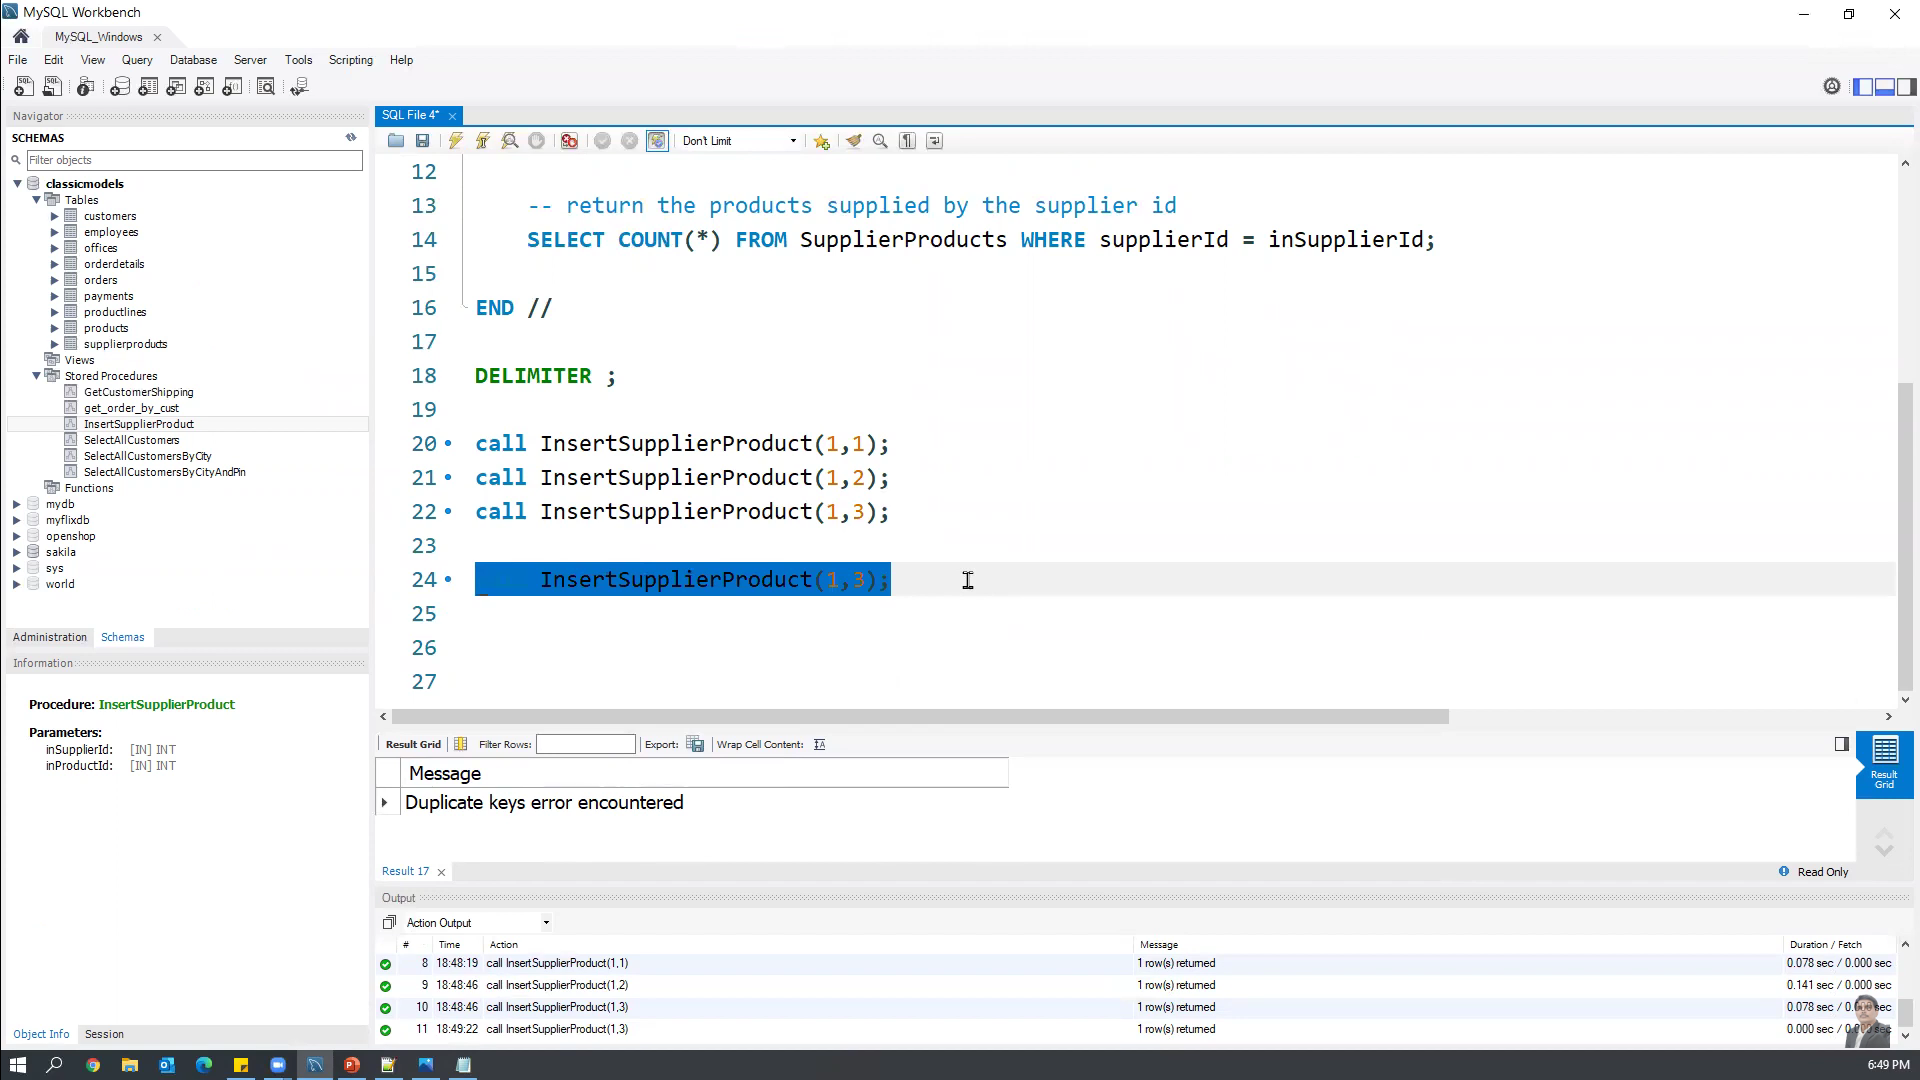 MySQL Workbench
MySQL_Windows
File Edit View Query Database Server Tools Scripting Help
Navigator
SCHEMAS
Filter objects
classicmodels
Tables
customers
employees
offices
orderdetails
orders
payments
productlines
products
supplierproducts
Views
Stored Procedures
GetCustomerShipping
get_order_by_cust
InsertSupplierProduct
SelectAllCustomers
SelectAllCustomersByCity
SelectAllCustomersByCityAndPin
Functions
mydb
myflixdb
openshop
sakila
sys
world
Administration Schemas
Information
Procedure: InsertSupplierProduct
Parameters:
inSupplierId: [IN] INT
inProductId: [IN] INT
Object Info Session
SQL File 4*
Don't Limit
12
13 -- return the products supplied by the supplier id
14 SELECT COUNT(*) FROM SupplierProducts WHERE supplierId = inSupplierId;
15
16 END //
17
18 DELIMITER ;
19
20 call InsertSupplierProduct(1,1);
21 call InsertSupplierProduct(1,2);
22 call InsertSupplierProduct(1,3);
23
24 InsertSupplierProduct(1,3);
25
26
27
Result Grid Filter Rows: Export: Wrap Cell Content:
Message
Duplicate keys error encountered
Result Grid
Result 17 Read Only
Output
Action Output
# Time Action Message Duration / Fetch
8 18:48:19 call InsertSupplierProduct(1,1) 1 row(s) returned 0.078 sec / 0.000 sec
9 18:48:46 call InsertSupplierProduct(1,2) 1 row(s) returned 0.141 sec / 0.000 sec
10 18:48:46 call InsertSupplierProduct(1,3) 1 row(s) returned 0.078 sec /
11 18:49:22 call InsertSupplierProduct(1,3) 1 row(s) returned 0.000 sec /
6:49 PM